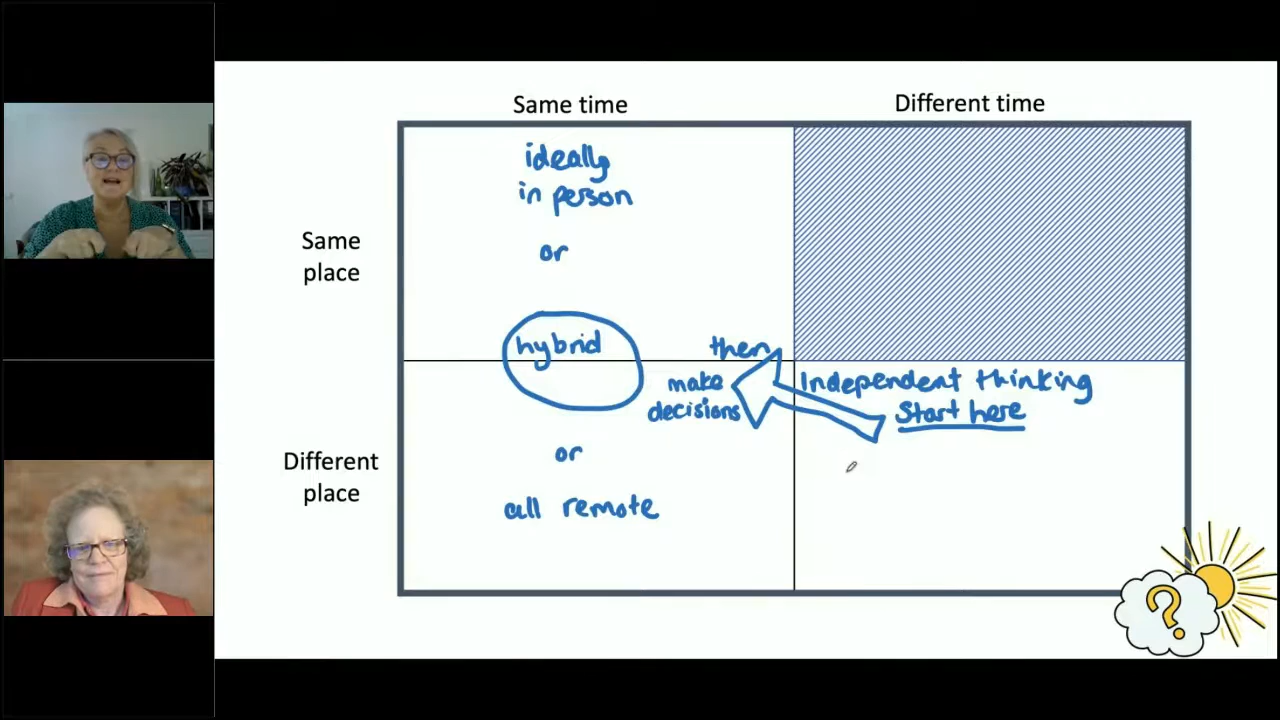 Same time
Different time
ideally
in person
or
Same
place
hybrid
then
make
decisions
Independent thinking
Start here
Different
place
or
all remote
?